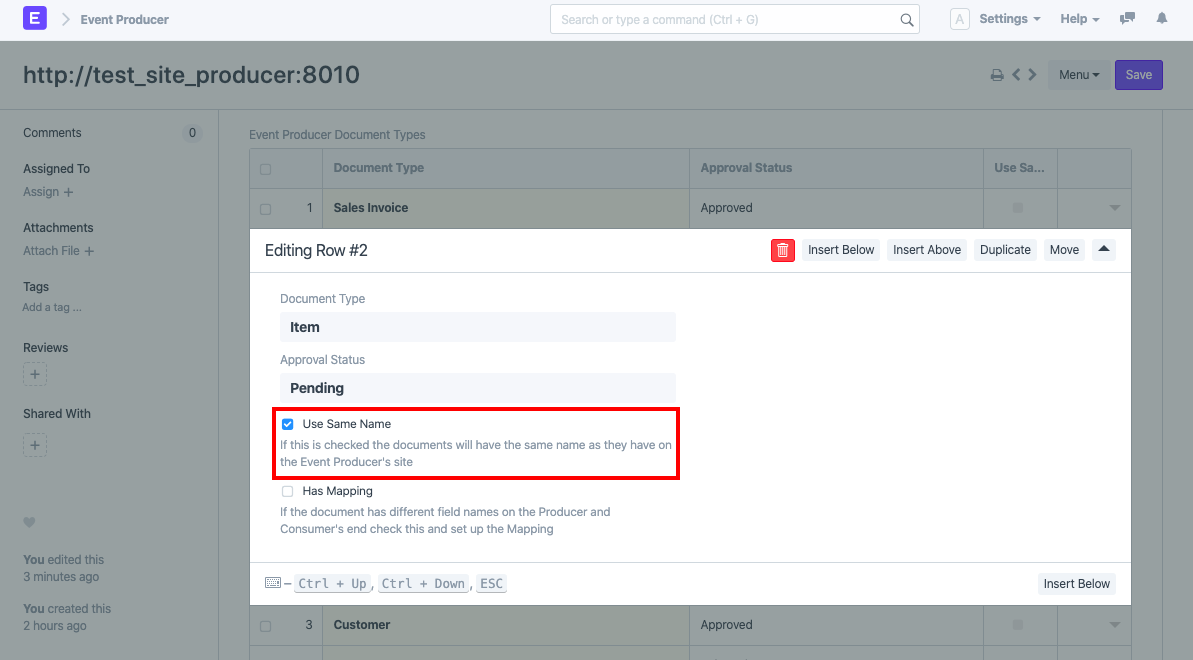 E
Event Producer
Search or type a command (Ctrl + G)
A
Settings
Help
http://test_site_producer:8010
Menu
Save
Comments
0
Assigned To
Assign +
Attachments
Attach File +
Tags
Add a tag ...
Reviews
+
Shared With
+
You edited this
3 minutes ago
You created this
2 hours ago
Event Producer Document Types
Document Type
Approval Status
Use Sa...
1
Sales Invoice
Approved
Editing Row #2
Insert Below
Insert Above
Duplicate
Move
Document Type
Item
Approval Status
Pending
Use Same Name
If this is checked the documents will have the same name as they have on
the Event Producer's site
Has Mapping
If the document has different field names on the Producer and
Consumer's end check this and set up the Mapping
– Ctrl + Up, Ctrl + Down, ESC
Insert Below
3
Customer
Approved